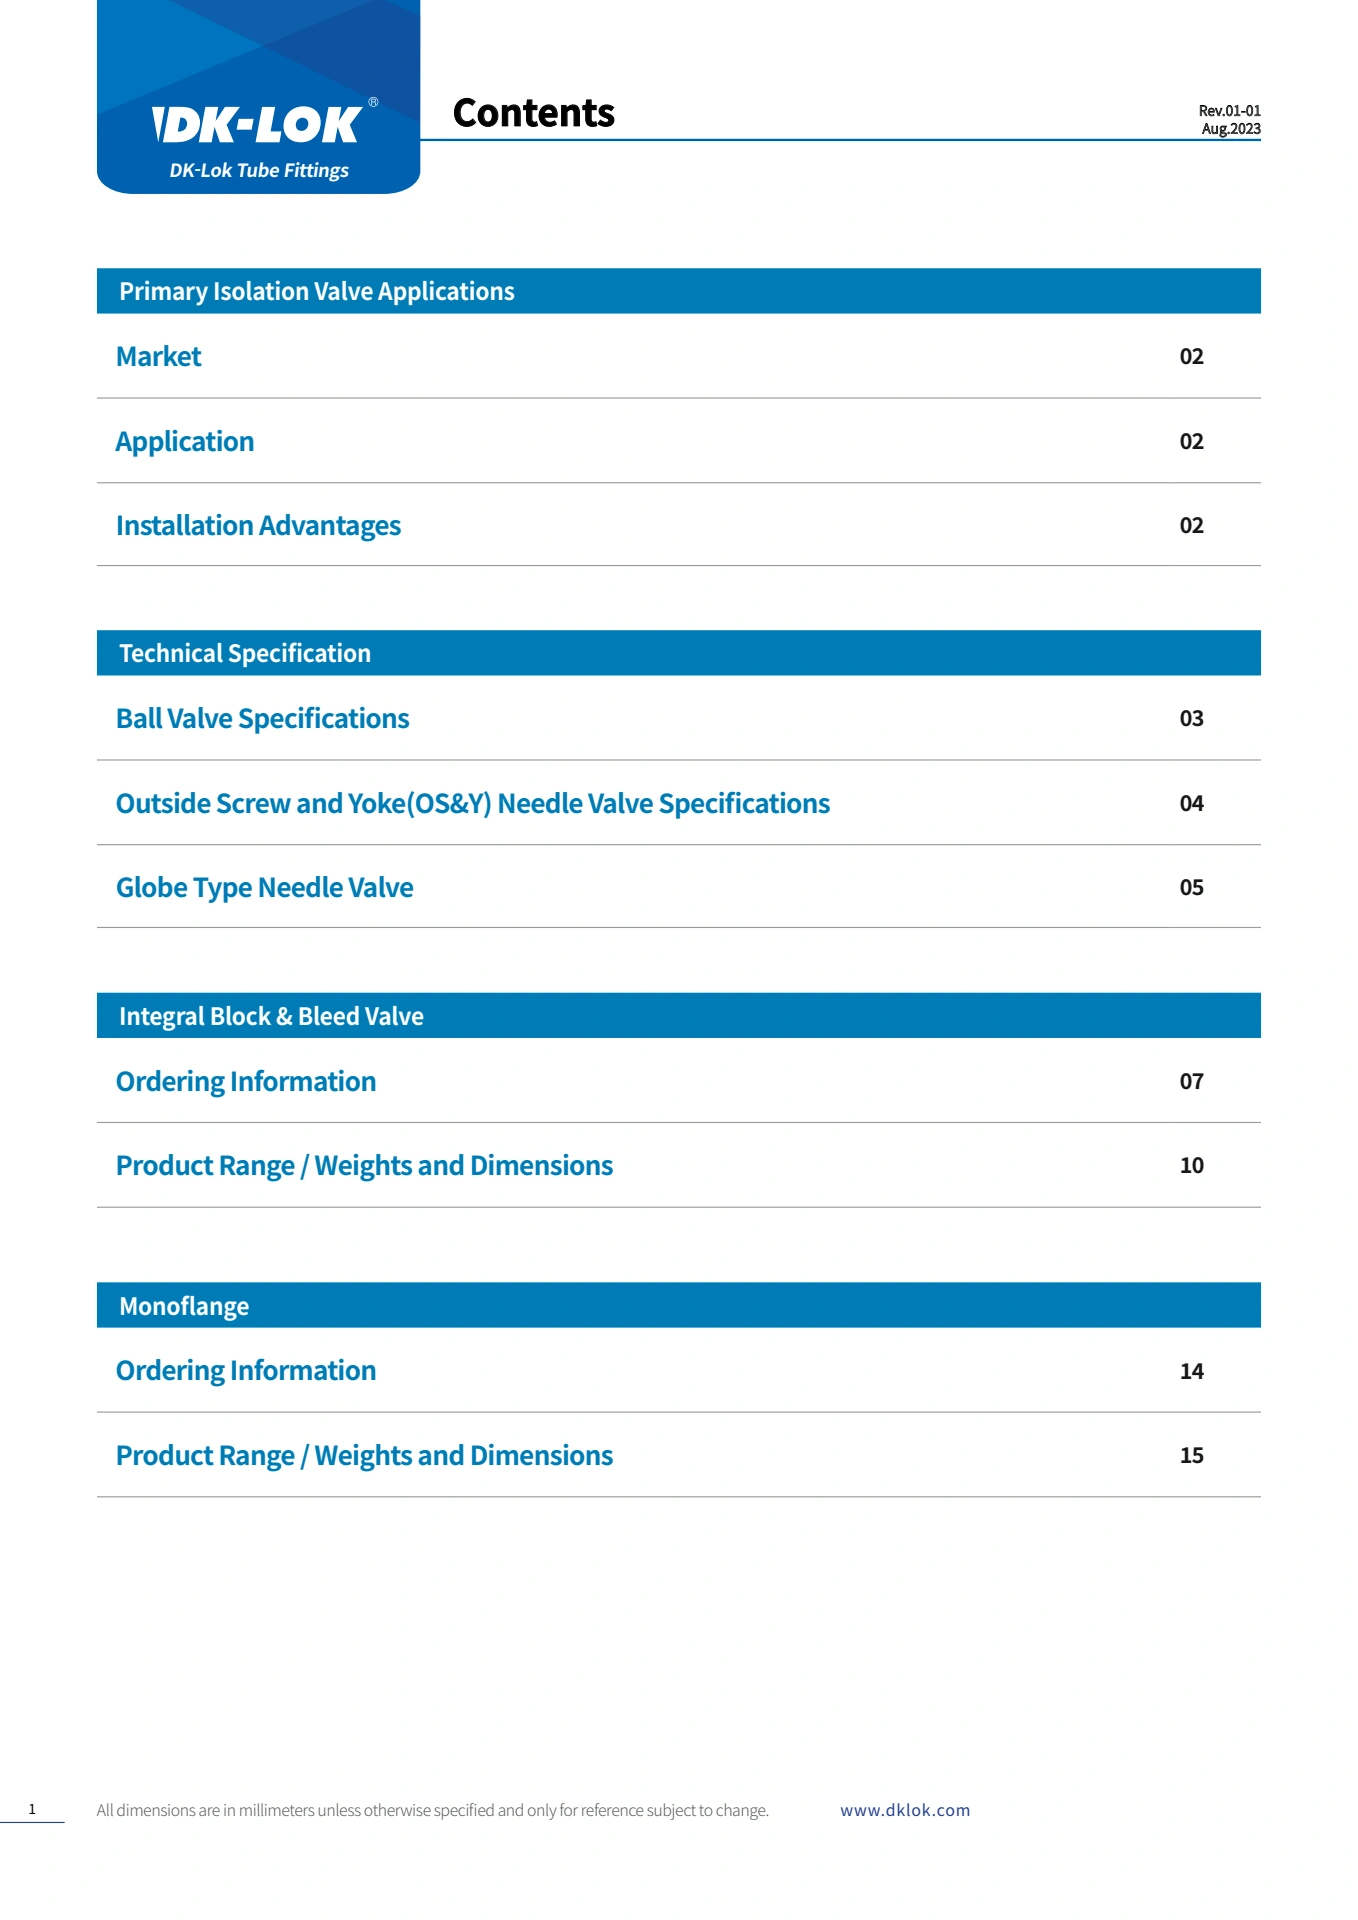 DK-LOK®
DK-Lok Tube Fittings
Contents
Rev.01-01
Aug.2023
Primary Isolation Valve Applications
Market 02
Application 02
Installation Advantages 02
Technical Specification
Ball Valve Specifications 03
Outside Screw and Yoke(OS&Y) Needle Valve Specifications 04
Globe Type Needle Valve 05
Integral Block & Bleed Valve
Ordering Information 07
Product Range / Weights and Dimensions 10
Monoflange
Ordering Information 14
Product Range / Weights and Dimensions 15
1 All dimensions are in millimeters unless otherwise specified and only for reference subject to change. www.dklok.com